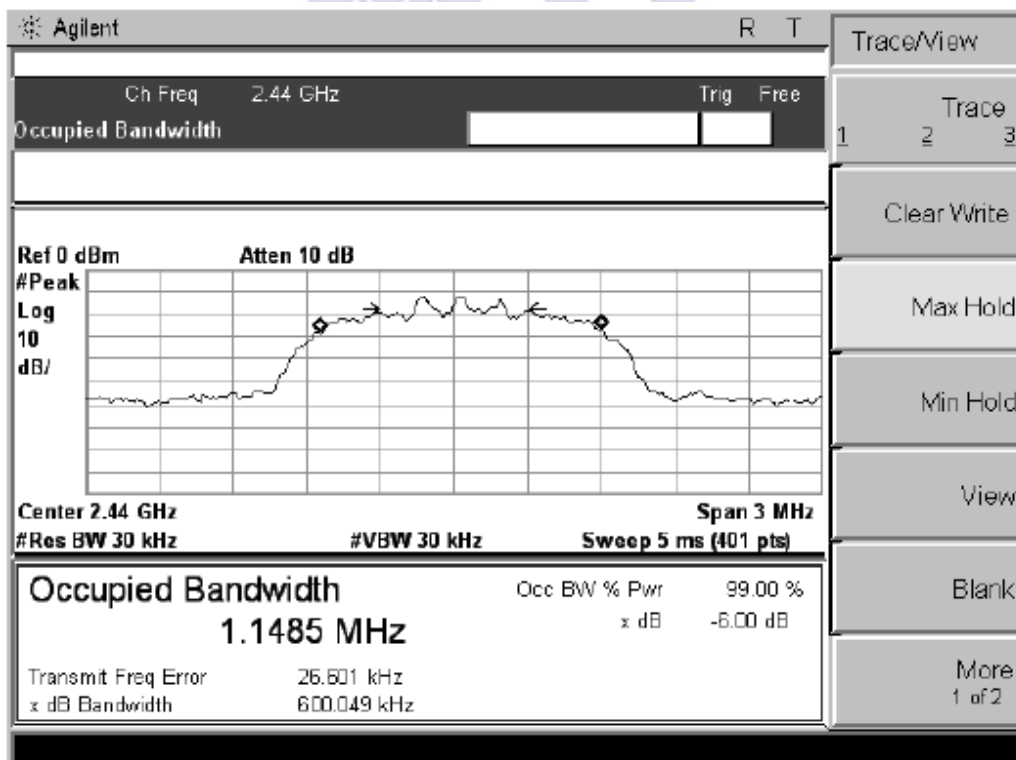 Agilent R T
Trace/View
Ch Freq 2.44 GHz Trig Free
Occupied Bandwidth
Trace
1 2 3
Clear Write
Max Hold
Min Hold
View
Blank
More
1 of 2
Ref 0 dBm Atten 10 dB
#Peak
Log
10
dB/
Center 2.44 GHz Span 3 MHz
#Res BW 30 kHz #VBW 30 kHz Sweep 5 ms (401 pts)
Occupied Bandwidth Occ BW % Pwr 99.00 %
1.1485 MHz x dB -6.00 dB
Transmit Freq Error 26.601 kHz
x dB Bandwidth 600.049 kHz